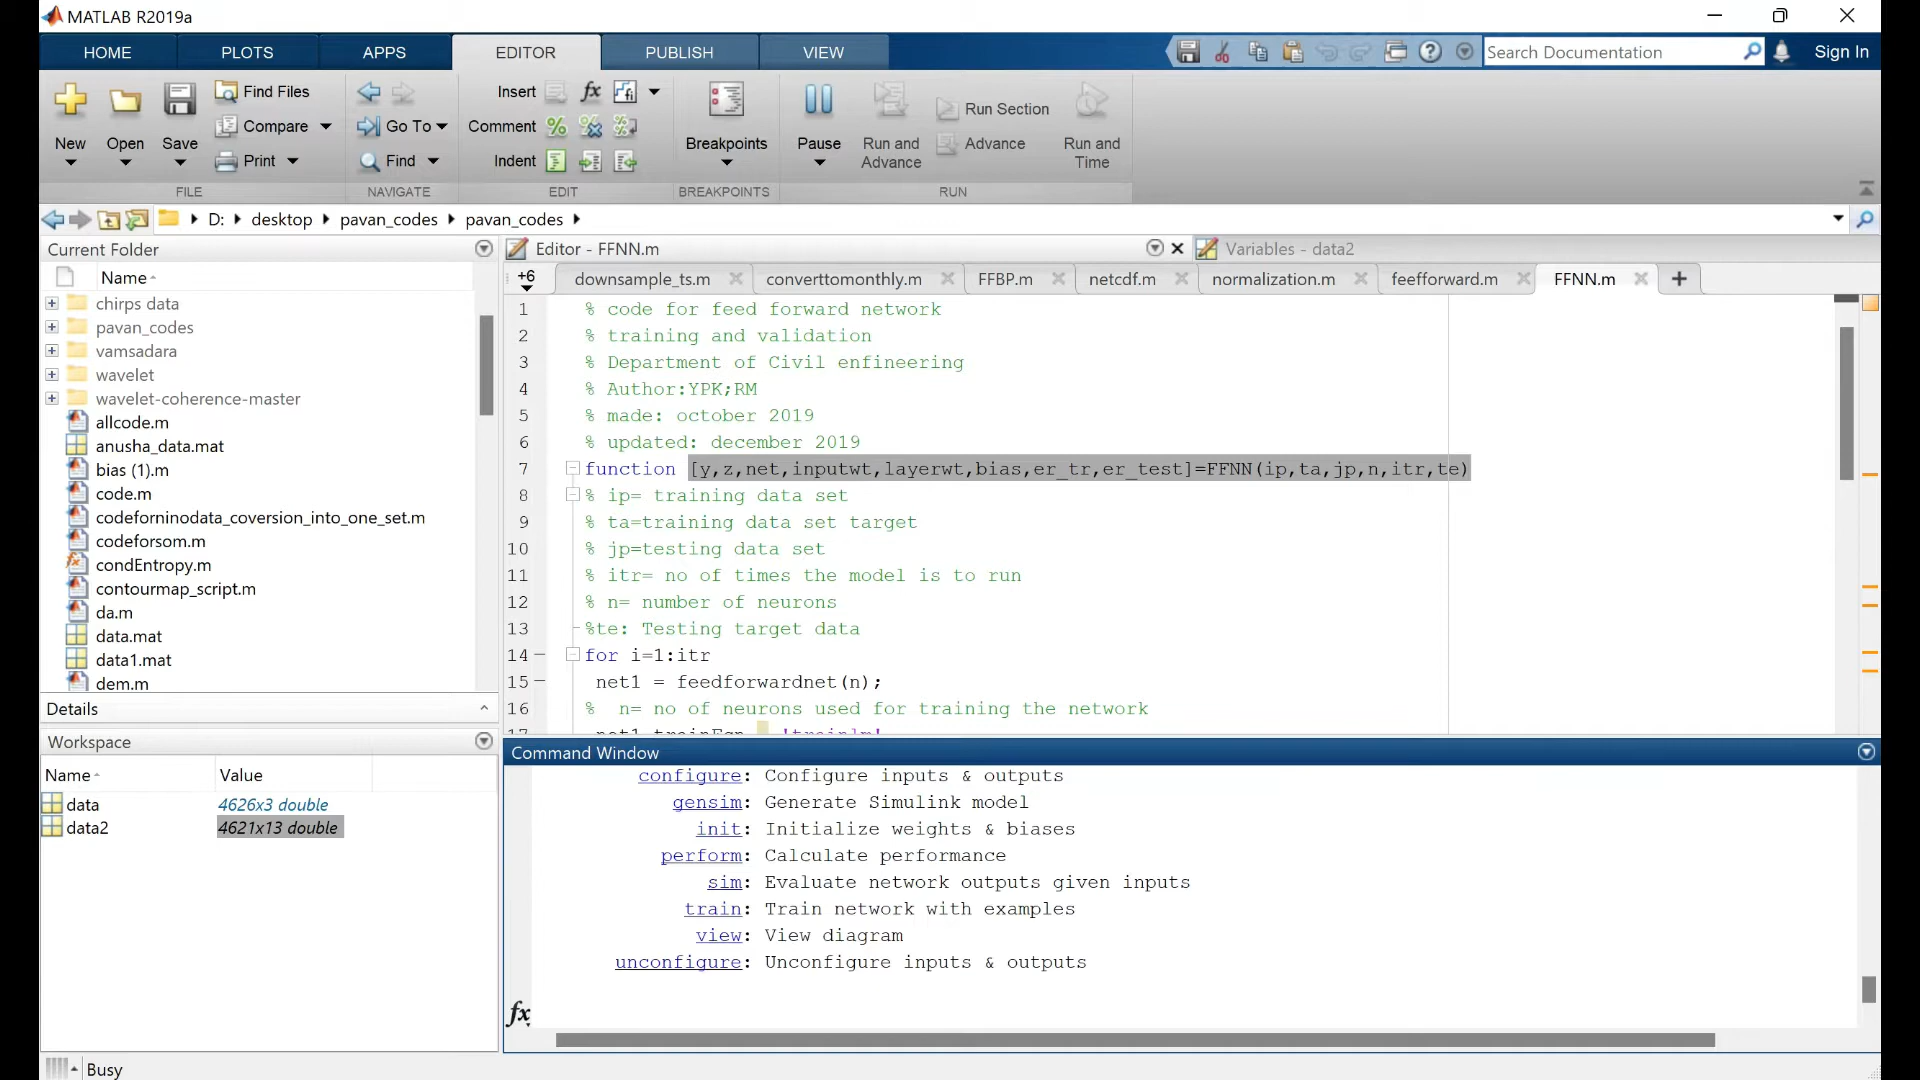 MATLAB R2019a
HOME PLOTS APPS EDITOR PUBLISH VIEW Search Documentation Sign In
New Open Save Find Files Compare Print
FILE
Go To Find
NAVIGATE
Insert fx
Comment
Indent
EDIT
Breakpoints
BREAKPOINTS
Pause Run and Advance Run Section Advance Run and Time
RUN
D: desktop pavan_codes pavan_codes
Current Folder
Name
chirps data
pavan_codes
vamsadara
wavelet
wavelet-coherence-master
allcode.m
anusha_data.mat
bias (1).m
code.m
codeforninodata_coversion_into_one_set.m
codeforsom.m
condEntropy.m
contourmap_script.m
da.m
data.mat
data1.mat
dem.m
Details
Workspace
Name Value
data 4626x3 double
data2 4621x13 double
Editor - FFNN.m Variables - data2
+6 downsample_ts.m converttomonthly.m FFBP.m netcdf.m normalization.m feefforward.m FFNN.m +
1 % code for feed forward network
2 % training and validation
3 % Department of Civil enfineering
4 % Author:YPK;RM
5 % made: october 2019
6 % updated: december 2019
7 function [y,z,net,inputwt,layerwt,bias,er_tr,er_test]=FFNN(ip,ta,jp,n,itr,te)
8 % ip= training data set
9 % ta=training data set target
10 % jp=testing data set
11 % itr= no of times the model is to run
12 % n= number of neurons
13 %te: Testing target data
14 for i=1:itr
15 net1 = feedforwardnet(n);
16 % n= no of neurons used for training the network
Command Window
configure: Configure inputs & outputs
gensim: Generate Simulink model
init: Initialize weights & biases
perform: Calculate performance
sim: Evaluate network outputs given inputs
train: Train network with examples
view: View diagram
unconfigure: Unconfigure inputs & outputs
fx
Busy